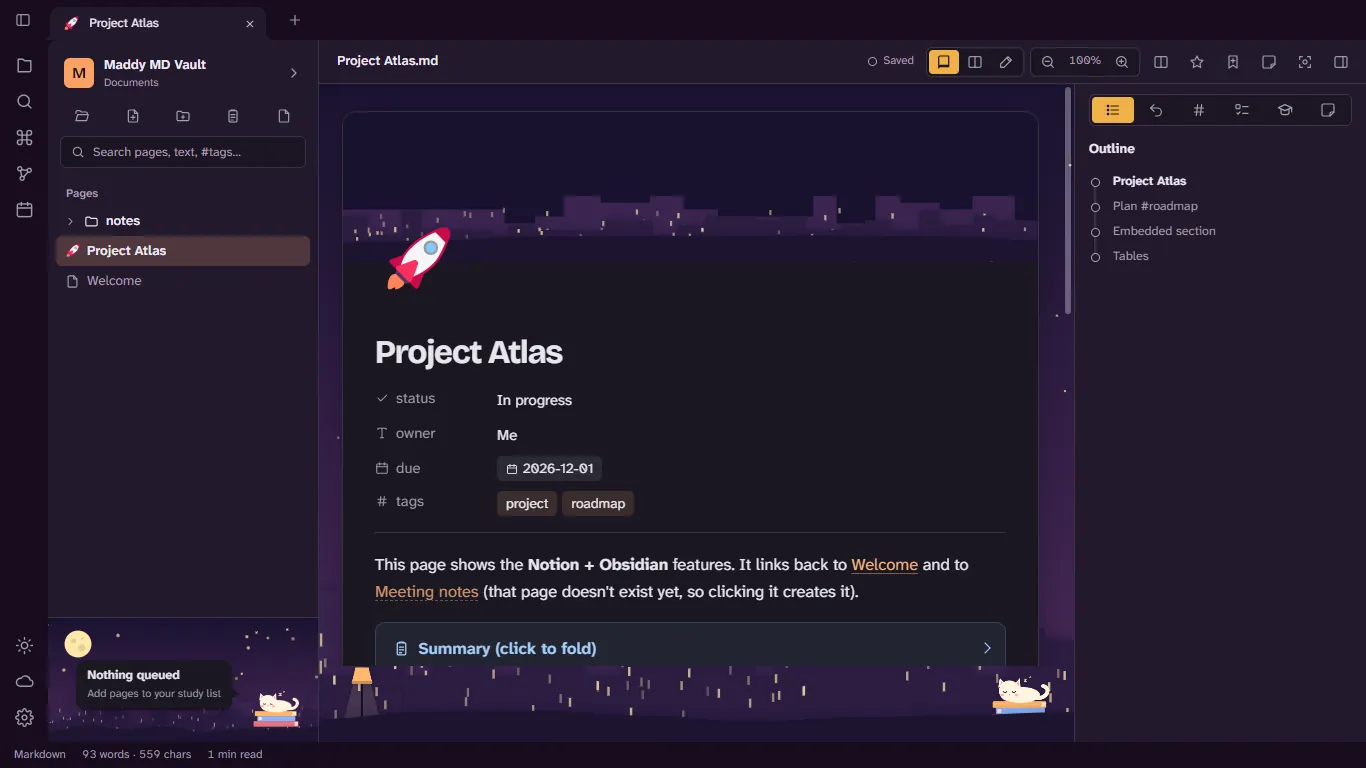 Project Atlas
Maddy MD Vault
Documents
M
Search pages, text, #tags...
Pages
notes
Project Atlas
Welcome
Nothing queued
Add pages to your study list
Project Atlas.md
Saved
100%
Project Atlas
status In progress
owner Me
due 2026-12-01
tags project roadmap
This page shows the Notion + Obsidian features. It links back to Welcome and to
Meeting notes (that page doesn't exist yet, so clicking it creates it).
Summary (click to fold)
Outline
Project Atlas
Plan #roadmap
Embedded section
Tables
Markdown 93 words · 559 chars 1 min read